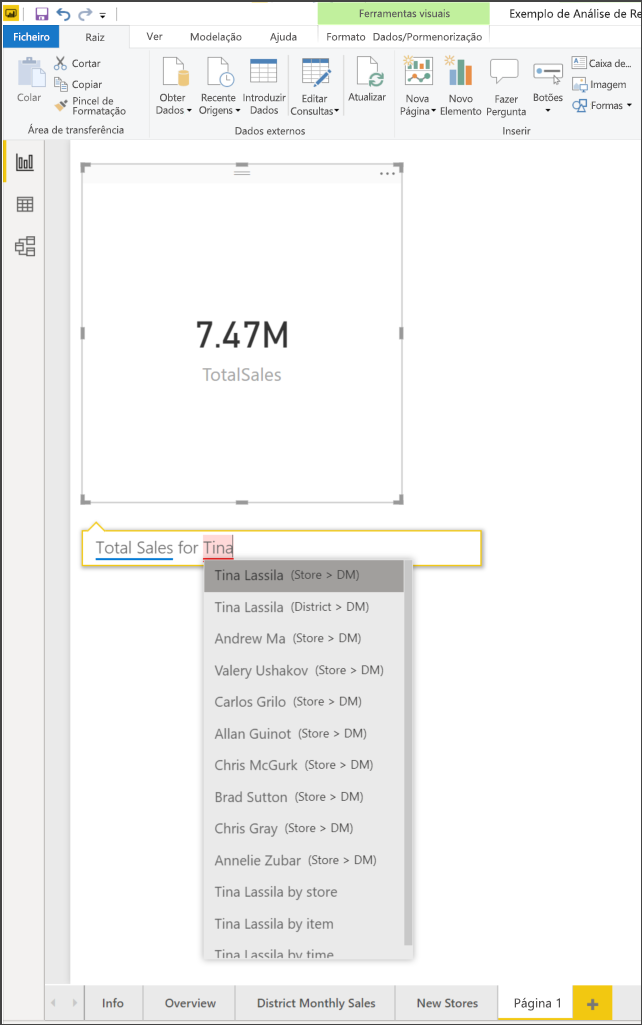 Ferramentas visuais
Exemplo de Análise de Re
Ficheiro Raiz Ver Modelação Ajuda Formato Dados/Pormenorização
Colar
Cortar
Copiar
Pincel de
Formatação
Área de transferência
Obter
Dados
Recente
Origens
Introduzir
Dados
Editar
Consultas
Dados externos
Atualizar
Nova
Página
Novo
Elemento
Fazer
Pergunta
Botões
Caixa de...
Imagem
Formas
Inserir
7.47M
TotalSales
Total Sales for Tina
Tina Lassila (Store > DM)
Tina Lassila (District > DM)
Andrew Ma (Store > DM)
Valery Ushakov (Store > DM)
Carlos Grilo (Store > DM)
Allan Guinot (Store > DM)
Chris McGurk (Store > DM)
Brad Sutton (Store > DM)
Chris Gray (Store > DM)
Annelie Zubar (Store > DM)
Tina Lassila by store
Tina Lassila by item
Tina Lassila by time
Info Overview District Monthly Sales New Stores Página 1